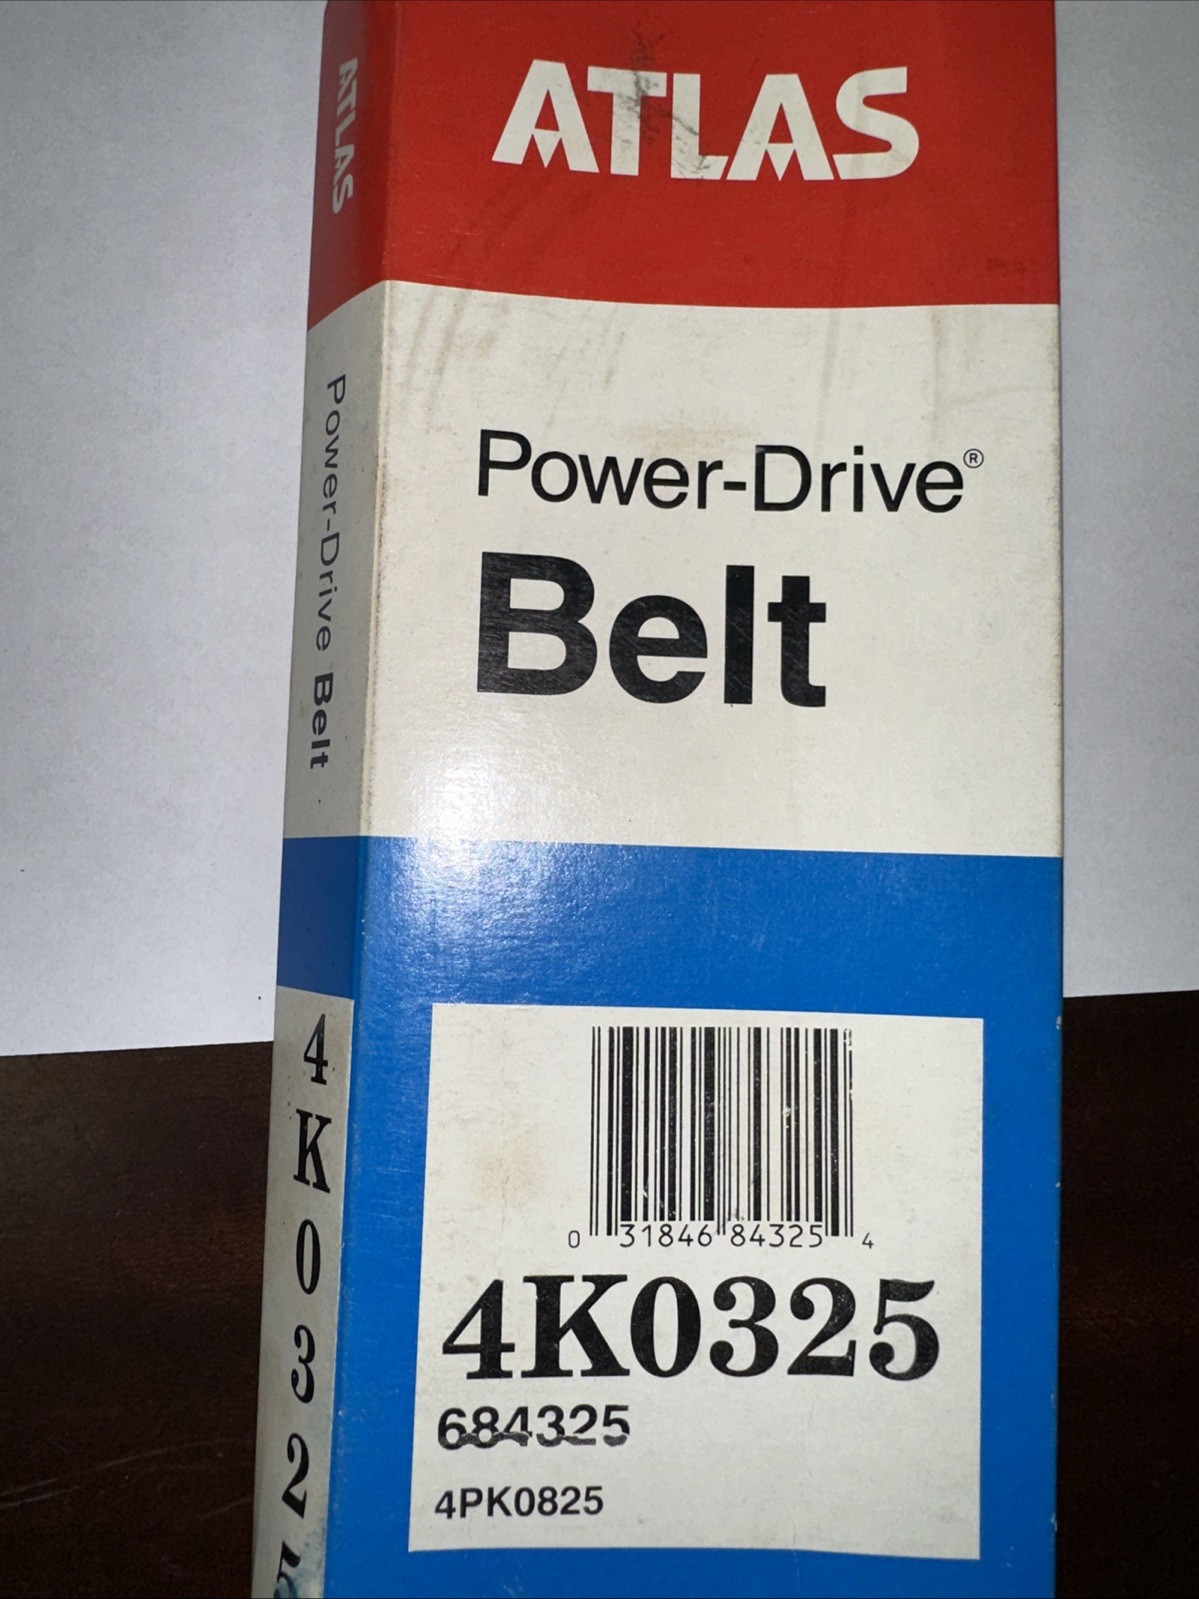 ATLAS
Power-Drive®
Belt
0 31846 84325 4
4K0325
684325
4PK0825
ATLAS
Power-Drive Belt
4K0325